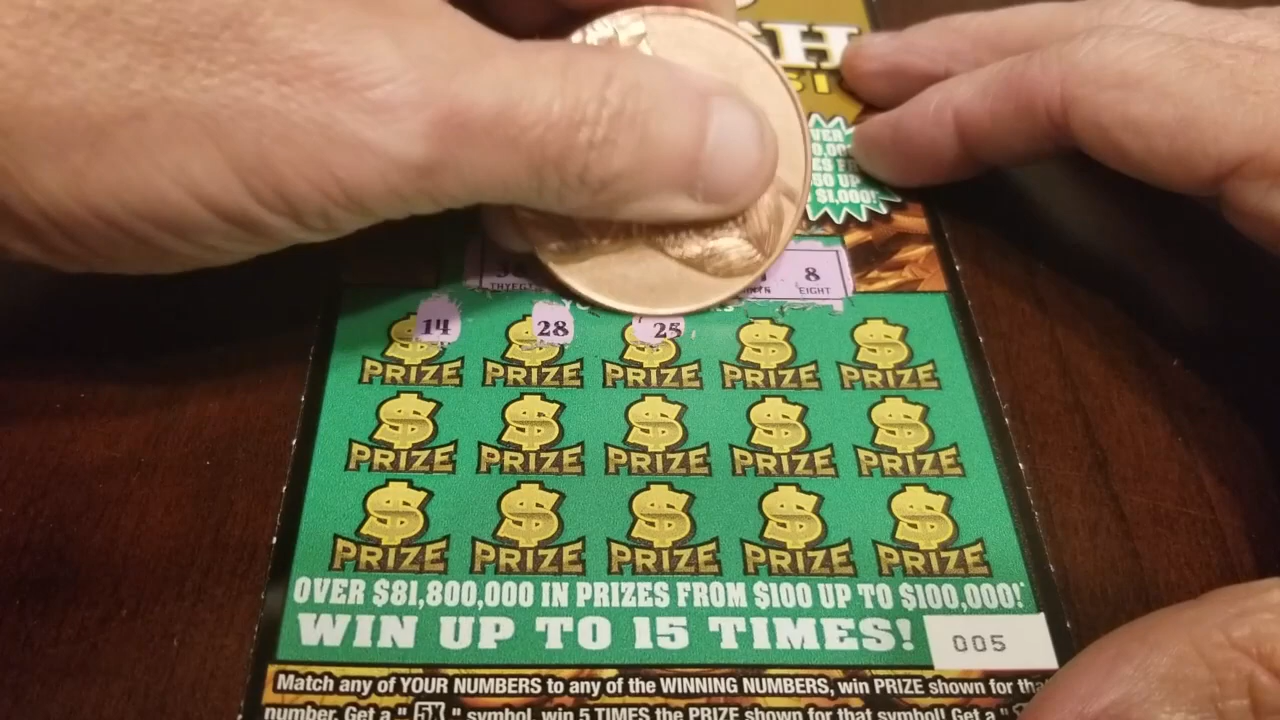 SH
$1,000!
8
EIGHT
14 28 25
PRIZE PRIZE PRIZE PRIZE PRIZE
PRIZE PRIZE PRIZE PRIZE PRIZE
PRIZE PRIZE PRIZE PRIZE PRIZE
OVER $81,800,000 IN PRIZES FROM $100 UP TO $100,000!
WIN UP TO 15 TIMES!
005
Match any of YOUR NUMBERS to any of the WINNING NUMBERS, win PRIZE shown for
number. Get a " 5X " symbol, win 5 TIMES the PRIZE shown for that symbol! Get a "